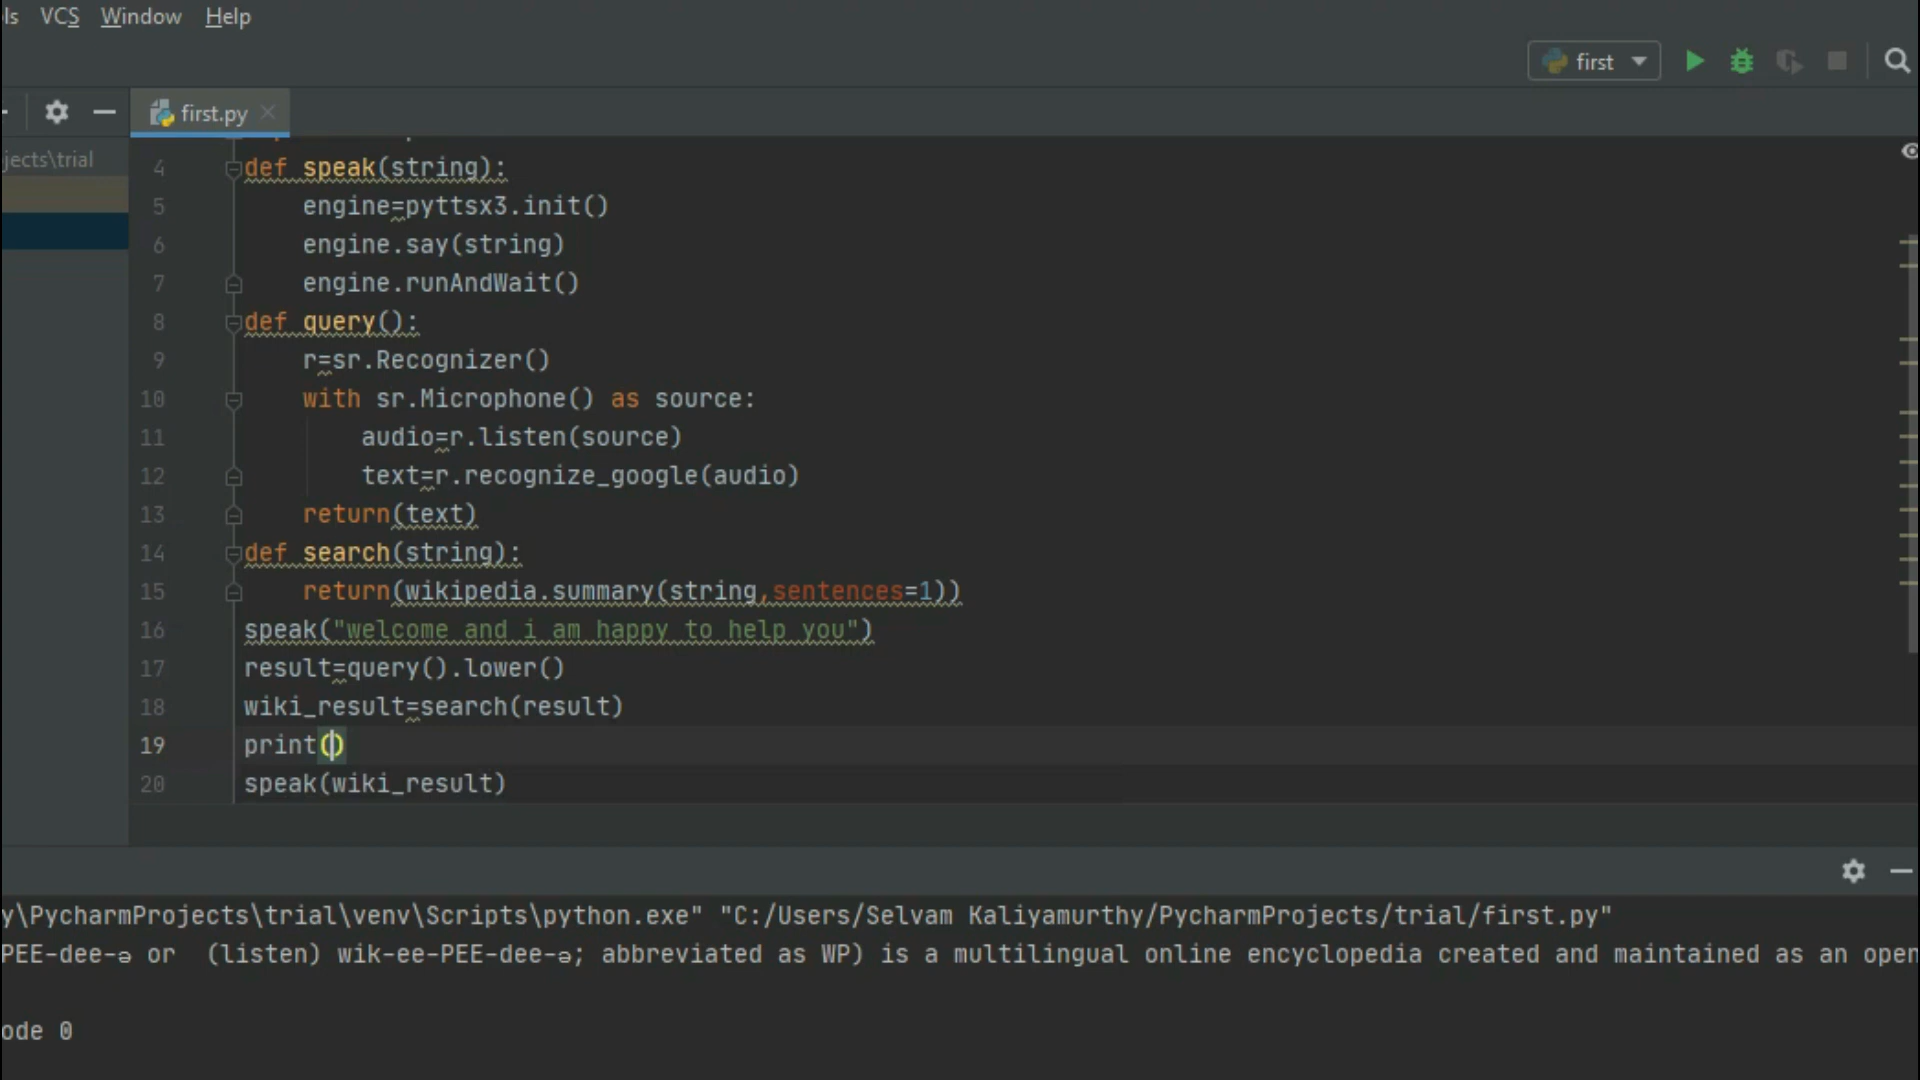 ls VCS Window Help
first
first.py
jects\trial
4 def speak(string):
5 engine=pyttsx3.init()
6 engine.say(string)
7 engine.runAndWait()
8 def query():
9 r=sr.Recognizer()
10 with sr.Microphone() as source:
11 audio=r.listen(source)
12 text=r.recognize_google(audio)
13 return(text)
14 def search(string):
15 return(wikipedia.summary(string,sentences=1))
16 speak("welcome and i am happy to help you")
17 result=query().lower()
18 wiki_result=search(result)
19 print()
20 speak(wiki_result)
y\PycharmProjects\trial\venv\Scripts\python.exe" "C:/Users/Selvam Kaliyamurthy/PycharmProjects/trial/first.py"
PEE-dee-ə or (listen) wik-ee-PEE-dee-ə; abbreviated as WP) is a multilingual online encyclopedia created and maintained as an open
ode 0